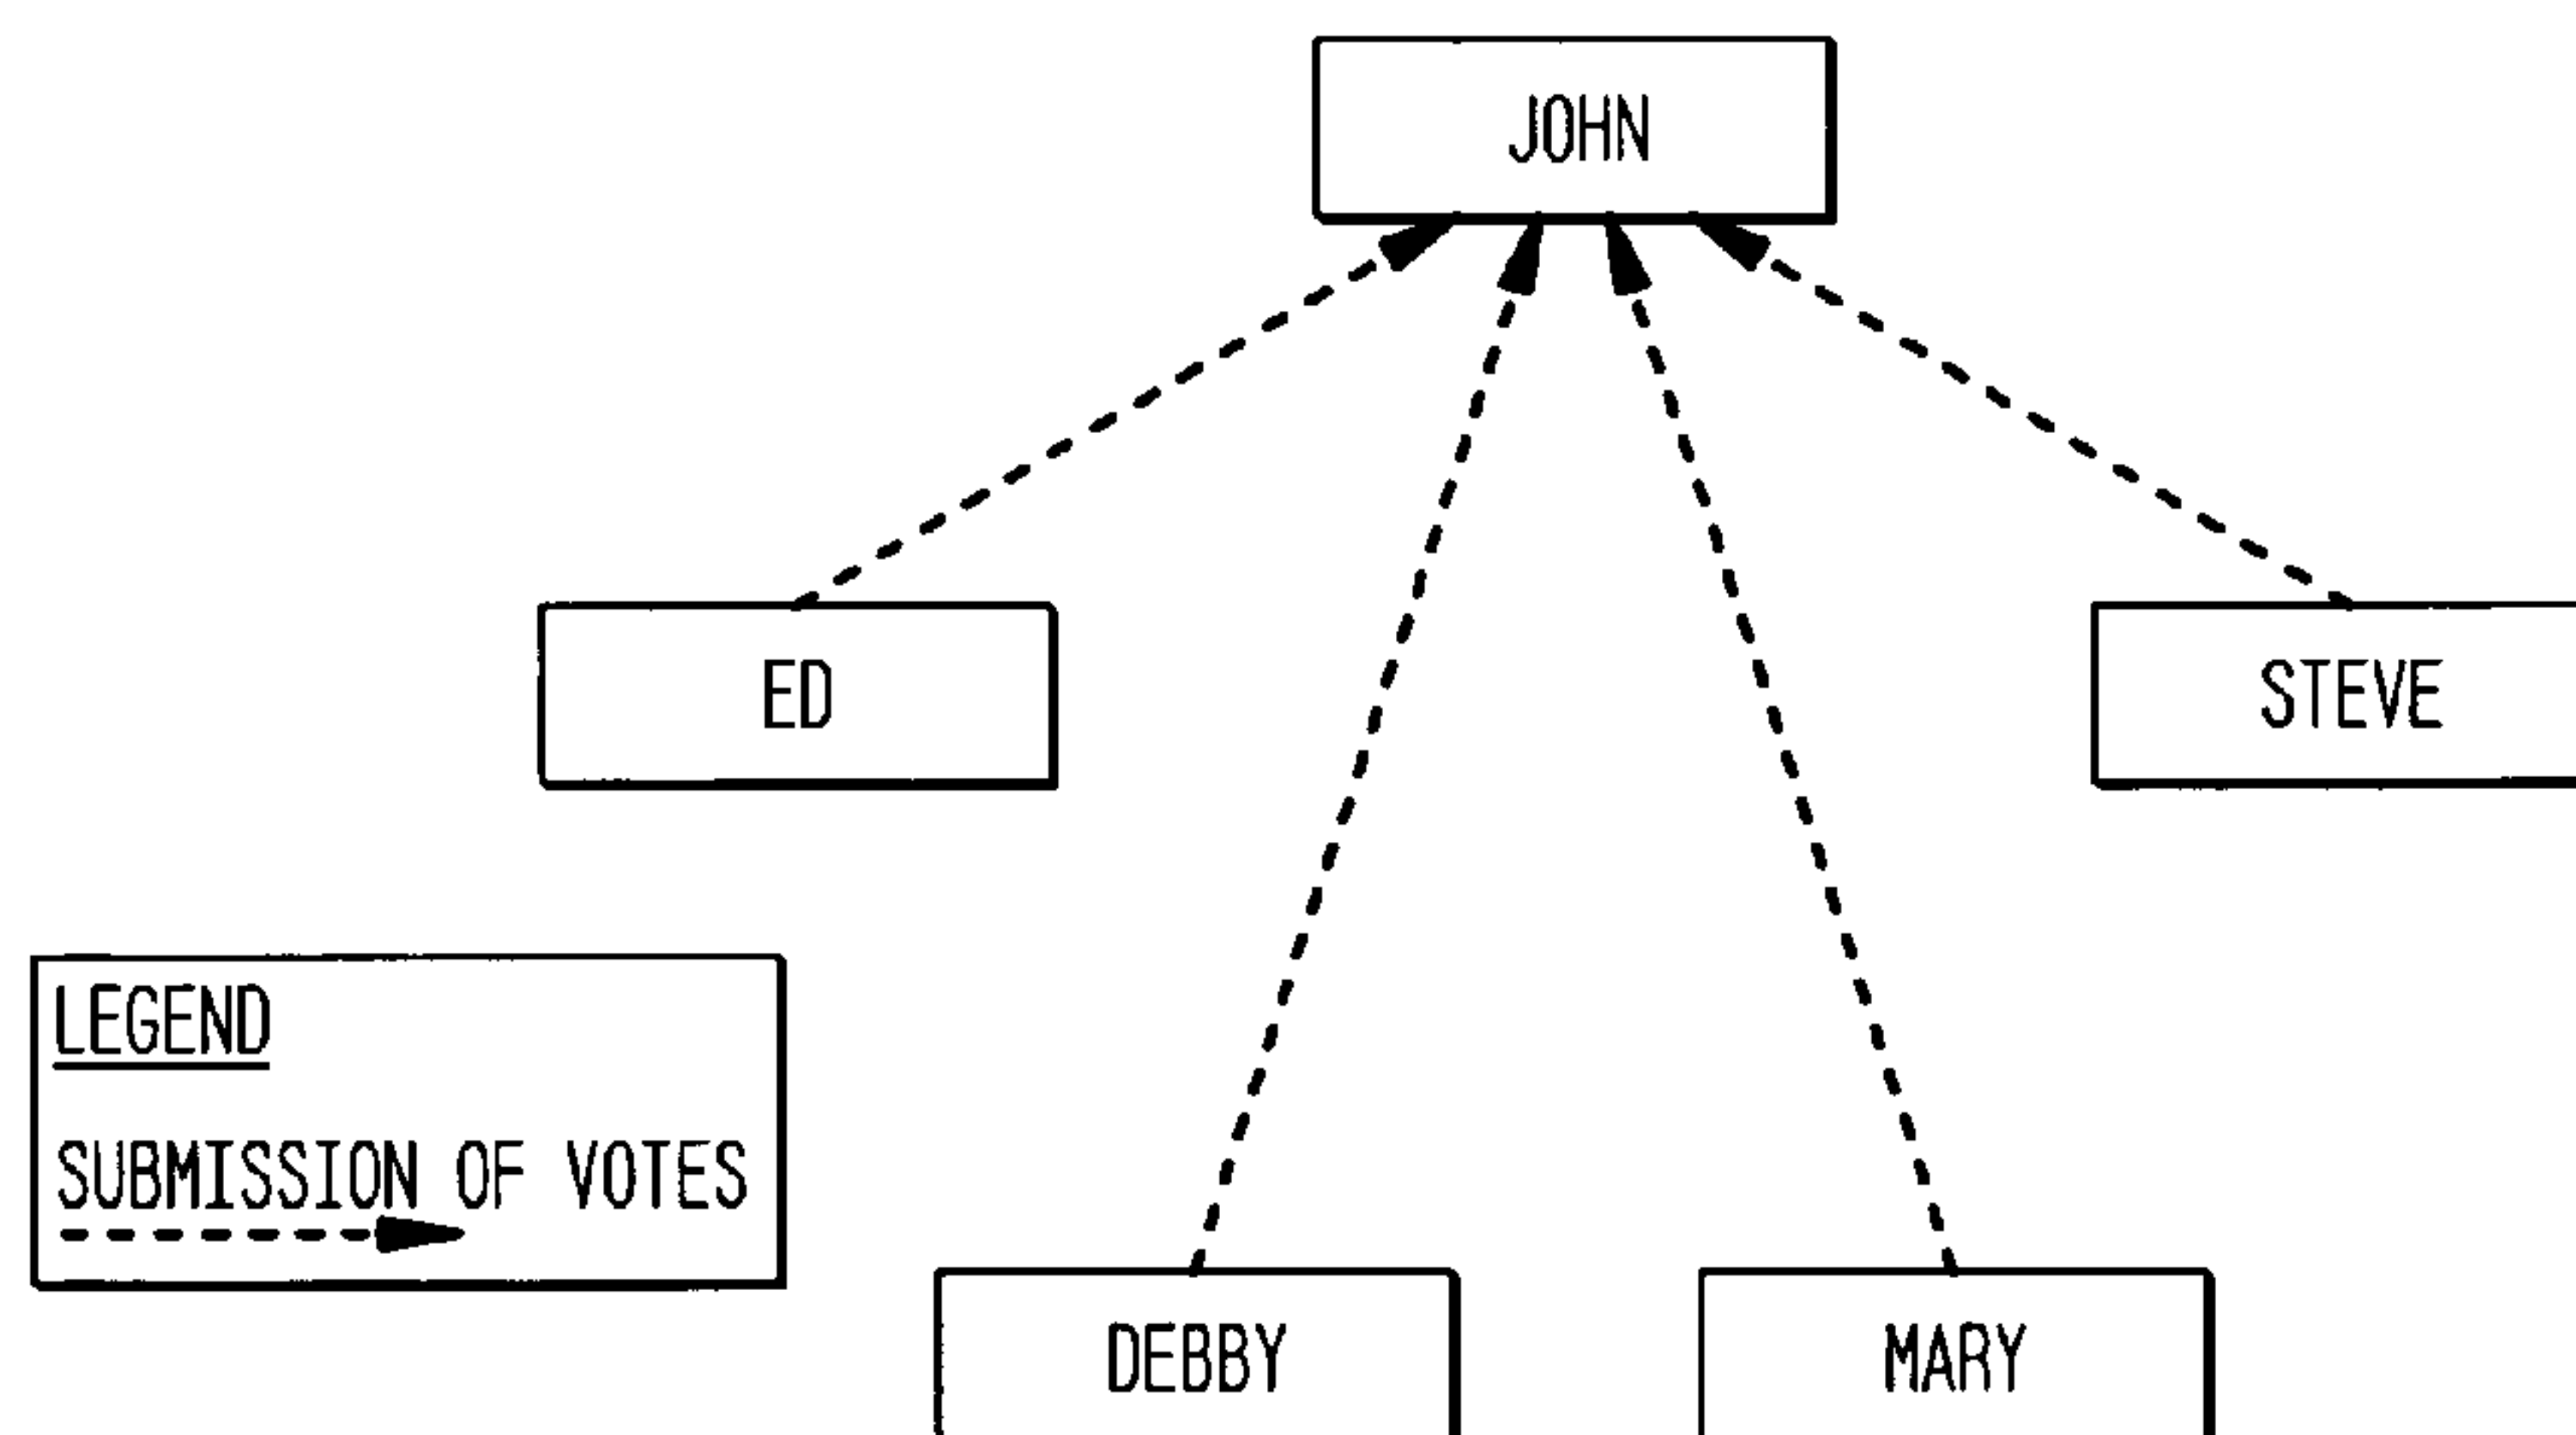 JOHN
ED
STEVE
LEGEND
SUBMISSION OF VOTES
DEBBY
MARY